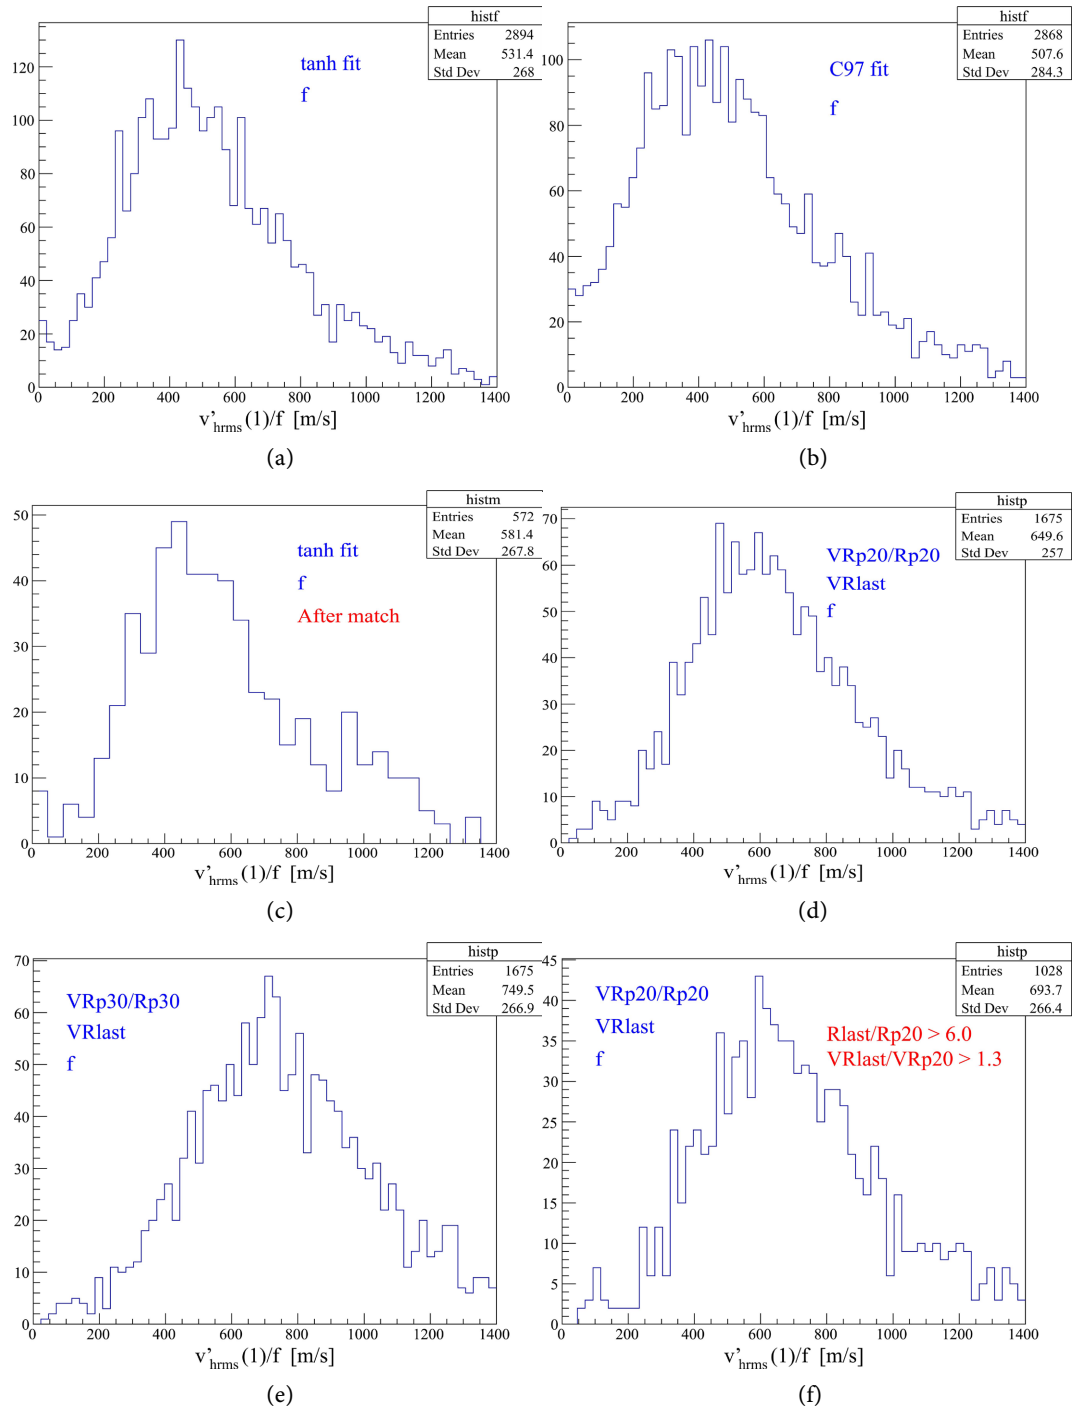 histf
Entries 2894
Mean 531.4
Std Dev 268
tanh fit
f
120
100
80
60
40
20
0
0 200 400 600 800 1000 1200 1400
v'hrms(1)/f [m/s]
(a)
histf
Entries 2868
Mean 507.6
Std Dev 284.3
C97 fit
f
100
80
60
40
20
0
0 200 400 600 800 1000 1200 1400
v'hrms(1)/f [m/s]
(b)
histm
Entries 572
Mean 581.4
Std Dev 267.8
tanh fit
f
After match
50
40
30
20
10
0
0 200 400 600 800 1000 1200 1400
v'hrms(1)/f [m/s]
(c)
histp
Entries 1675
Mean 649.6
Std Dev 257
VRp20/Rp20
VRlast
f
70
60
50
40
30
20
10
0
0 200 400 600 800 1000 1200 1400
v'hrms(1)/f [m/s]
(d)
histp
Entries 1675
Mean 749.5
Std Dev 266.9
VRp30/Rp30
VRlast
f
70
60
50
40
30
20
10
0
0 200 400 600 800 1000 1200 1400
v'hrms(1)/f [m/s]
(e)
histp
Entries 1028
Mean 693.7
Std Dev 266.4
VRp20/Rp20
VRlast
f
Rlast/Rp20 > 6.0
VRlast/VRp20 > 1.3
45
40
35
30
25
20
15
10
5
0
0 200 400 600 800 1000 1200 1400
v'hrms(1)/f [m/s]
(f)